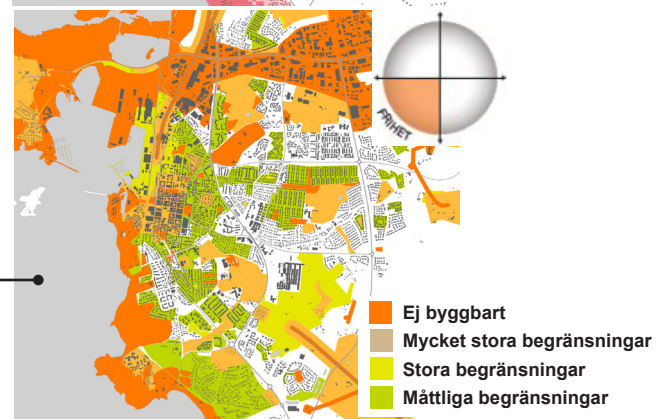 FRIHET
Ej byggbart
Mycket stora begränsningar
Stora begränsningar
Måttliga begränsningar